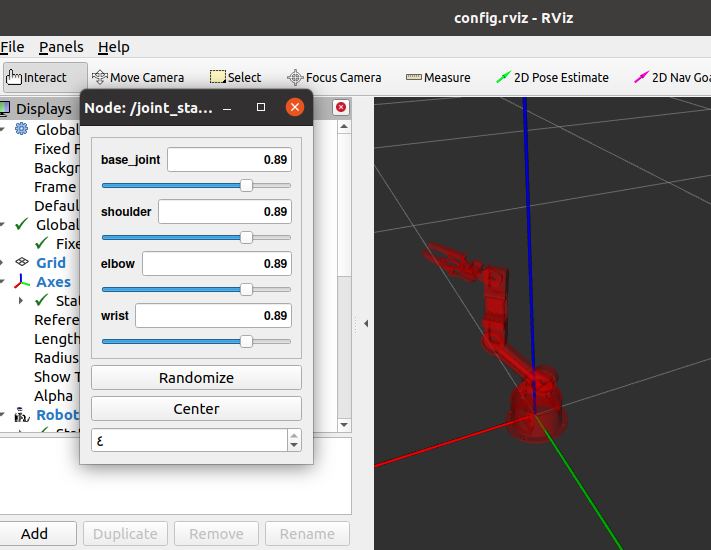 config.rviz - RViz
File Panels Help
Interact Move Camera Select Focus Camera Measure 2D Pose Estimate 2D Nav Goa
Displays
Node: /joint_sta...
Global
Fixed F
Backgr
Frame
Defaul
Global
Fixe
Grid
Axes
Stat
Refere
Length
Radius
Show T
Alpha
Robot
base_joint 0.89
shoulder 0.89
elbow 0.89
wrist 0.89
Randomize
Center
٤
Add Duplicate Remove Rename